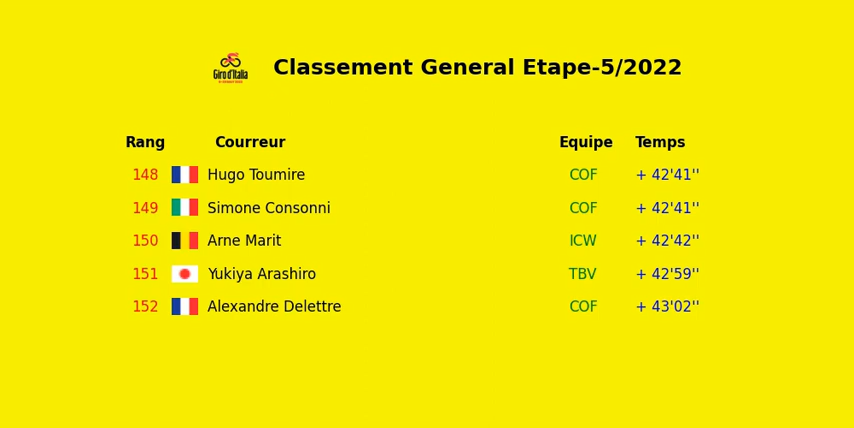 Giro d'Italia
Classement General Etape-5/2022
Rang Courreur Equipe Temps
148 Hugo Toumire COF + 42'41''
149 Simone Consonni COF + 42'41''
150 Arne Marit ICW + 42'42''
151 Yukiya Arashiro TBV + 42'59''
152 Alexandre Delettre COF + 43'02''